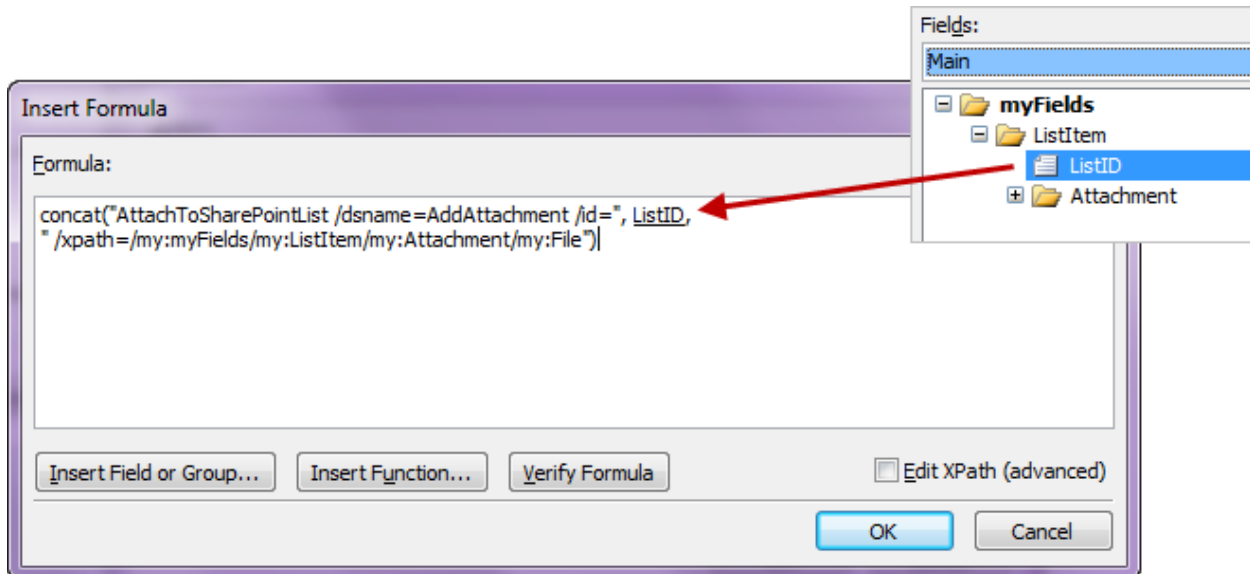 Fields:
Main
myFields
ListItem
ListID
Attachment
Insert Formula
Formula:
concat("AttachToSharePointList /dsname=AddAttachment /id=", ListID,
" /xpath=/my:myFields/my:ListItem/my:Attachment/my:File")
Insert Field or Group...
Insert Function...
Verify Formula
Edit XPath (advanced)
OK
Cancel